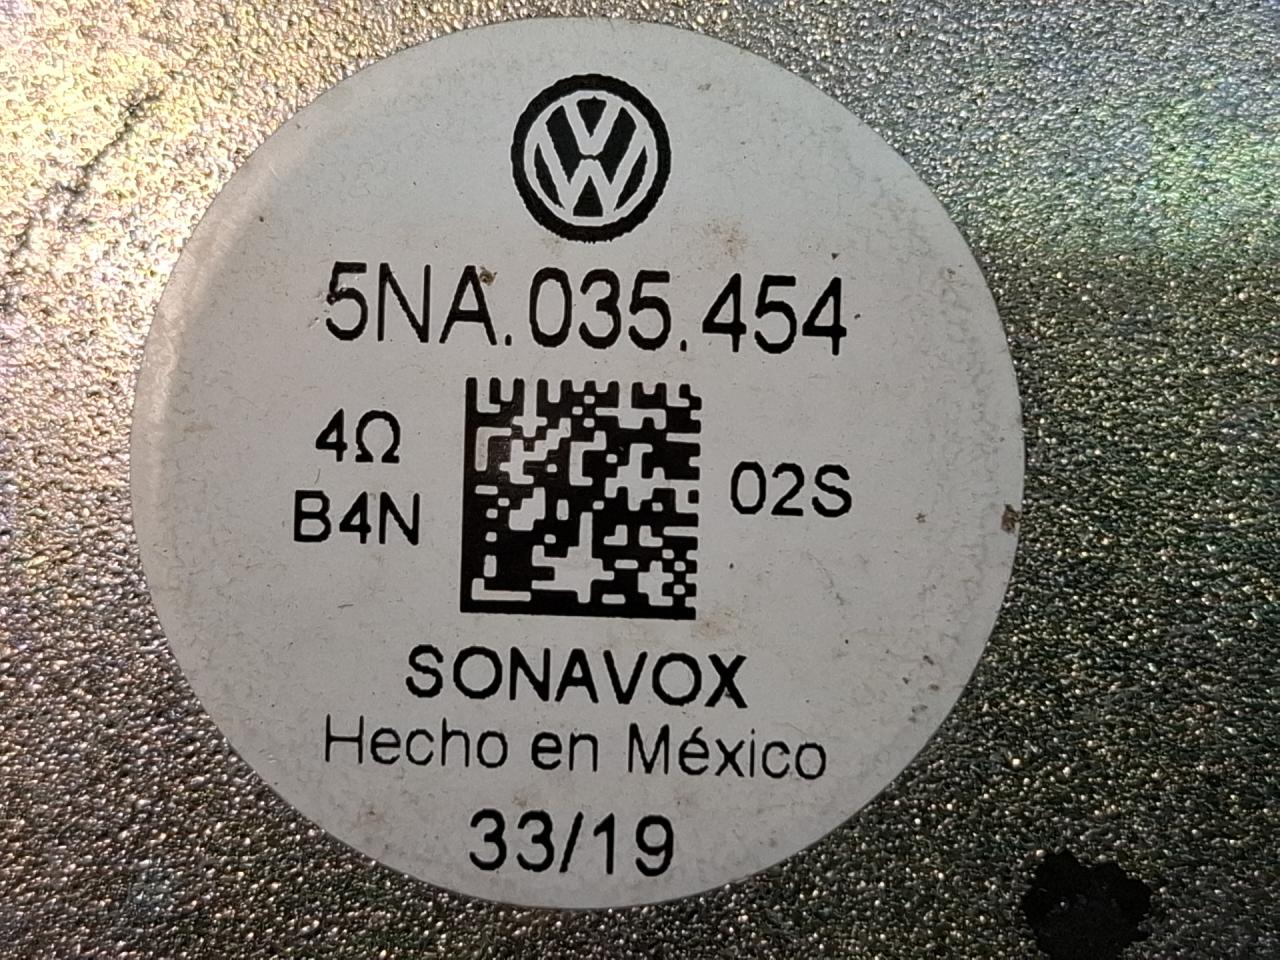 5NA.035.454
4Ω
B4N
02S
SONAVOX
Hecho en México
33/19